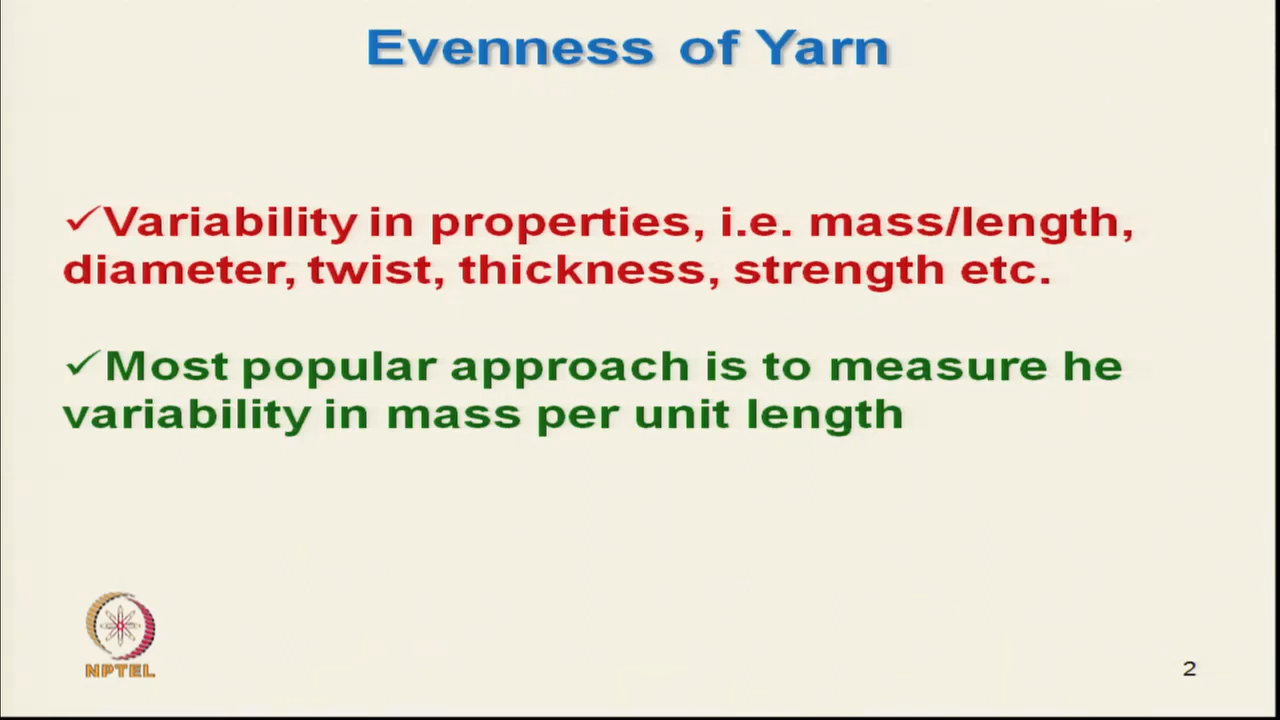 Evenness of Yarn
✓Variability in properties, i.e. mass/length,
diameter, twist, thickness, strength etc.
✓Most popular approach is to measure he
variability in mass per unit length
NPTEL
2